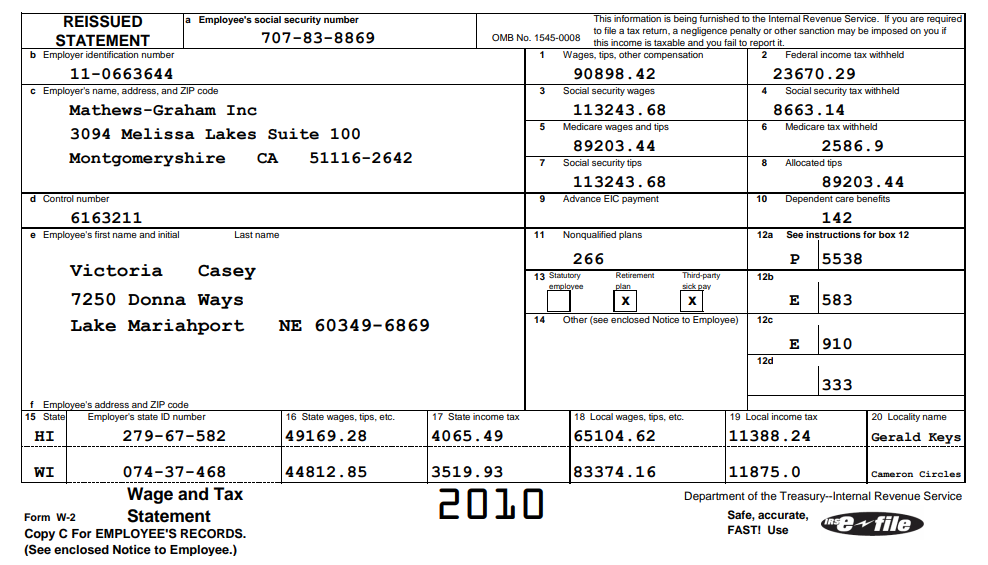 REISSUED STATEMENT
a Employee's social security number
707-83-8869
OMB No. 1545-0008
This information is being furnished to the Internal Revenue Service. If you are required
to file a tax return, a negligence penalty or other sanction may be imposed on you if
this income is taxable and you fail to report it.
b Employer identification number
11-0663644
1 Wages, tips, other compensation
90898.42
2 Federal income tax withheld
23670.29
c Employer's name, address, and ZIP code
Mathews-Graham Inc
3094 Melissa Lakes Suite 100
Montgomeryshire CA 51116-2642
3 Social security wages
113243.68
4 Social security tax withheld
8663.14
5 Medicare wages and tips
89203.44
6 Medicare tax withheld
2586.9
7 Social security tips
113243.68
8 Allocated tips
89203.44
d Control number
6163211
9 Advance EIC payment
10 Dependent care benefits
142
e Employee's first name and initial Last name
Victoria Casey
7250 Donna Ways
Lake Mariahport NE 60349-6869
f Employee's address and ZIP code
11 Nonqualified plans
266
12a See instructions for box 12
P 5538
13 Statutory employee Retirement plan Third-party sick pay
x x
12b
E 583
14 Other (see enclosed Notice to Employee)
12c
E 910
12d
333
15 State Employer's state ID number 16 State wages, tips, etc. 17 State income tax 18 Local wages, tips, etc. 19 Local income tax 20 Locality name
HI 279-67-582 49169.28 4065.49 65104.62 11388.24 Gerald Keys
WI 074-37-468 44812.85 3519.93 83374.16 11875.0 Cameron Circles
Form W-2 Wage and Tax Statement
2010
Department of the Treasury--Internal Revenue Service
Copy C For EMPLOYEE'S RECORDS.
(See enclosed Notice to Employee.)
Safe, accurate,
FAST! Use
IRS e-file